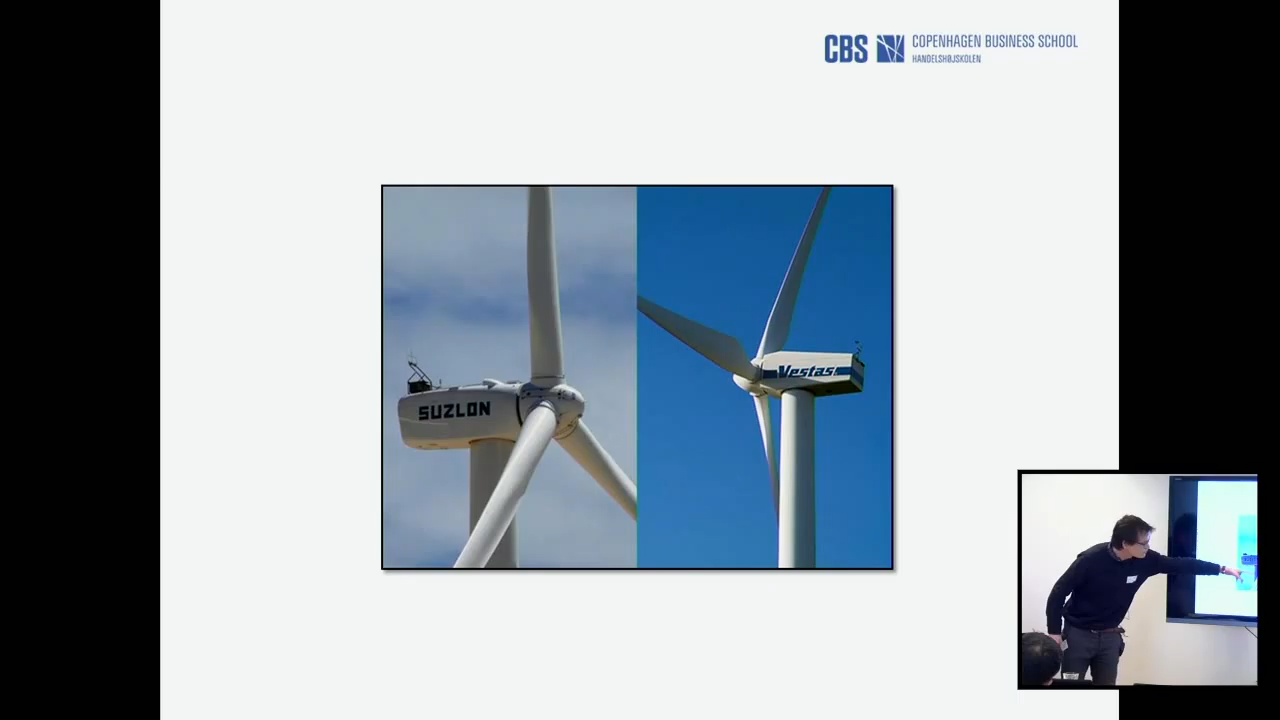 CBS
COPENHAGEN BUSINESS SCHOOL
HANDELSHØJSKOLEN
SUZLON
Vestas